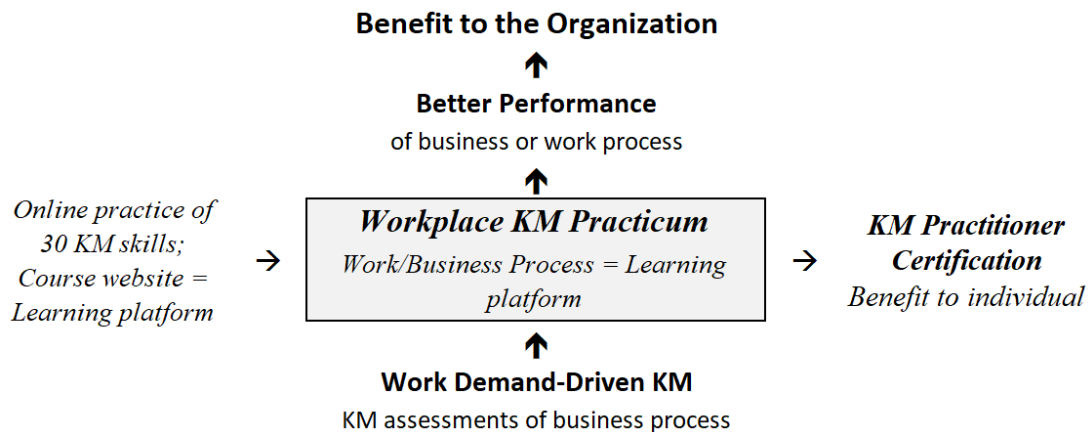 Benefit to the Organization
↑
Better Performance
of business or work process
↑
Online practice of
30 KM skills;
Course website =
Learning platform
→
Workplace KM Practicum
Work/Business Process = Learning
platform
→
KM Practitioner
Certification
Benefit to individual
↑
Work Demand-Driven KM
KM assessments of business process